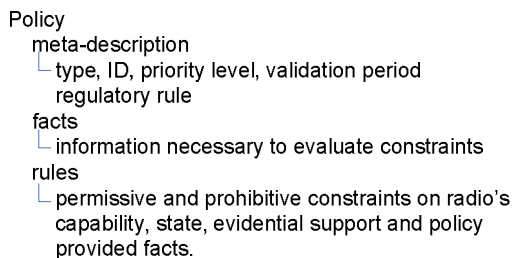 Policy
meta-description
type, ID, priority level, validation period
regulatory rule
facts
information necessary to evaluate constraints
rules
permissive and prohibitive constraints on radio's
capability, state, evidential support and policy
provided facts.